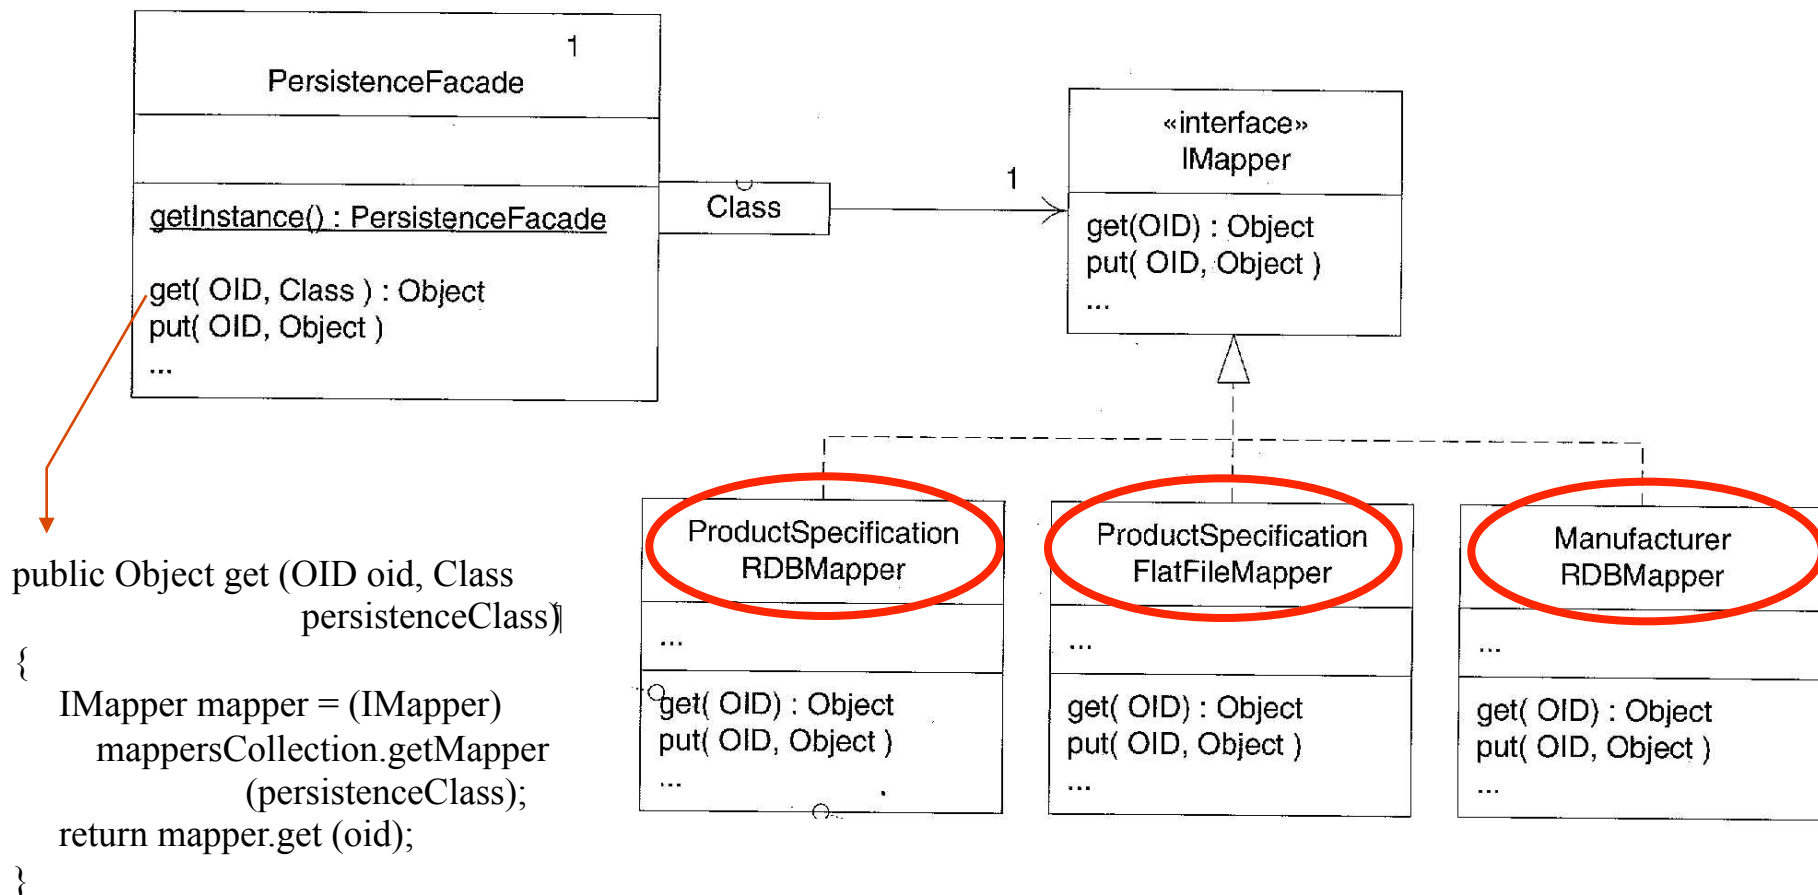 1
PersistenceFacade
getInstance() : PersistenceFacade
get( OID, Class ) : Object
put( OID, Object )
...
Class
1
«interface»
IMapper
get(OID) : Object
put( OID, Object )
...
ProductSpecification
RDBMapper
...
get( OID) : Object
put( OID, Object )
...
ProductSpecification
FlatFileMapper
...
get( OID) : Object
put( OID, Object )
...
Manufacturer
RDBMapper
...
get( OID) : Object
put( OID, Object )
...
public Object get (OID oid, Class
persistenceClass)
{
IMapper mapper = (IMapper)
mappersCollection.getMapper
(persistenceClass);
return mapper.get (oid);
}